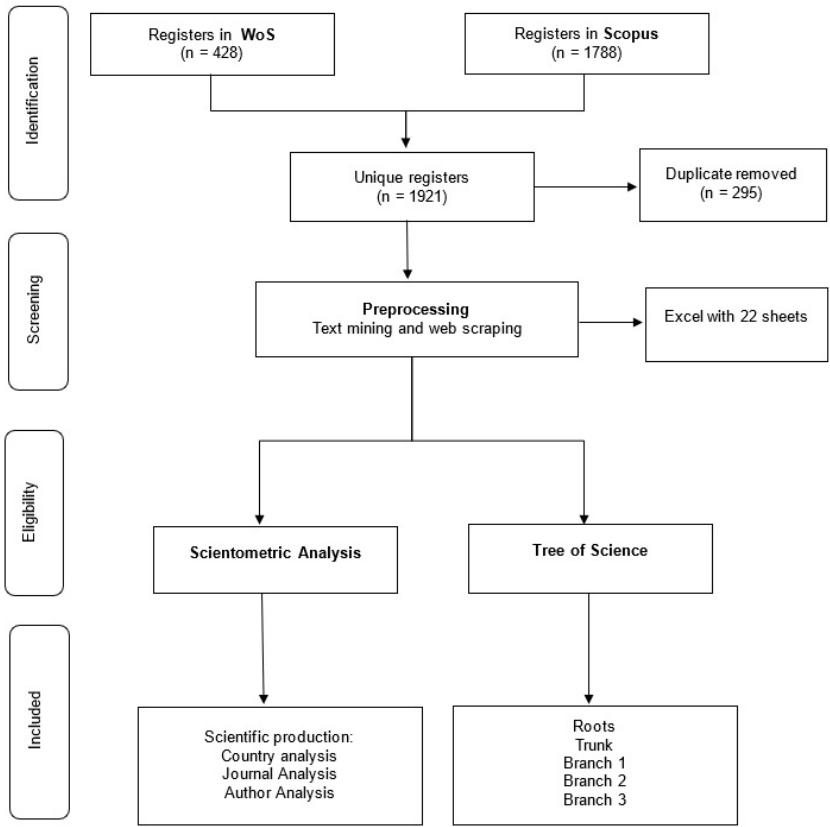 Identification
Registers in WoS
(n = 428)
Registers in Scopus
(n = 1788)
Unique registers
(n = 1921)
Duplicate removed
(n = 295)
Screening
Preprocessing
Text mining and web scraping
Excel with 22 sheets
Eligibility
Scientometric Analysis
Tree of Science
Included
Scientific production:
Country analysis
Journal Analysis
Author Analysis
Roots
Trunk
Branch 1
Branch 2
Branch 3